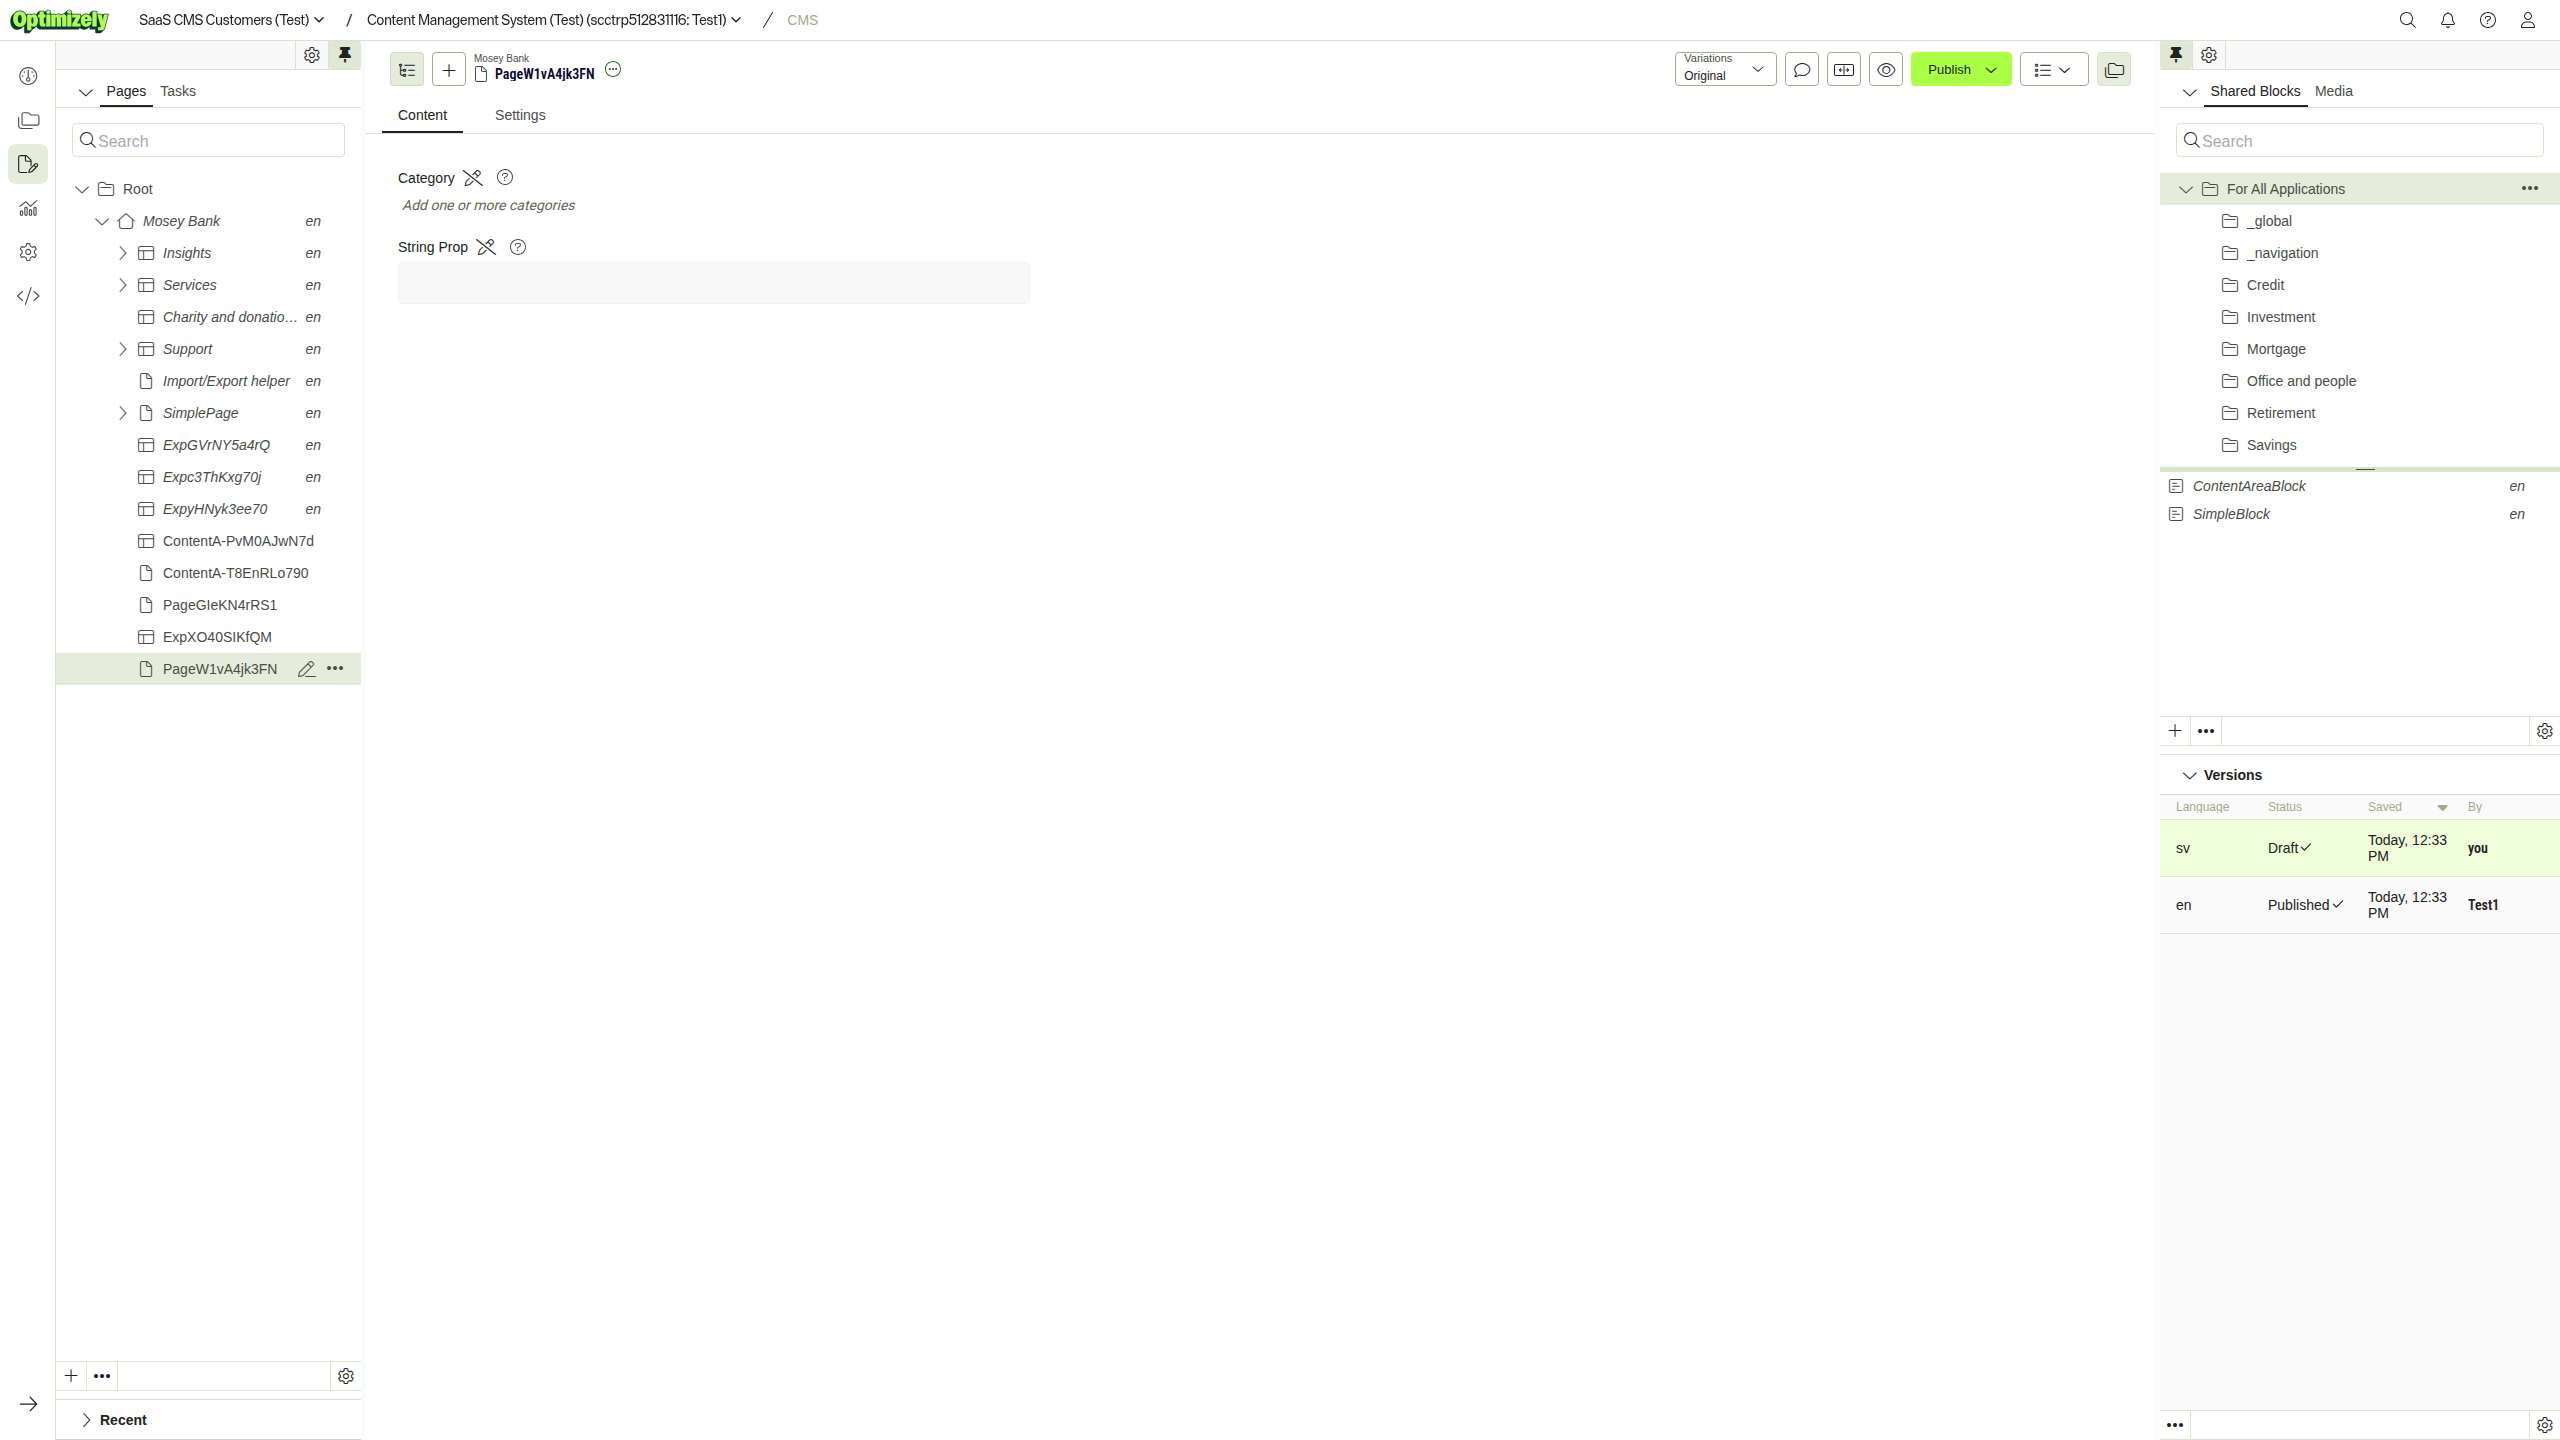 Optimizely
SaaS CMS Customers (Test) / Content Management System (Test) (scctrp512831116: Test1) / CMS
Pages Tasks
Search
Root
Mosey Bank en
Insights en
Services en
Charity and donatio… en
Support en
Import/Export helper en
SimplePage en
ExpGVrNY5a4rQ en
Expc3ThKxg70j en
ExpyHNyk3ee70 en
ContentA-PvM0AJwN7d
ContentA-T8EnRLo790
PageGIeKN4rRS1
ExpXO40SIKfQM
PageW1vA4jk3FN
Recent
Mosey Bank
PageW1vA4jk3FN
Variations
Original
Publish
Content Settings
Category
Add one or more categories
String Prop
Shared Blocks Media
Search
For All Applications
_global
_navigation
Credit
Investment
Mortgage
Office and people
Retirement
Savings
ContentAreaBlock en
SimpleBlock en
Versions
Language Status Saved By
sv Draft Today, 12:33 PM you
en Published Today, 12:33 PM Test1